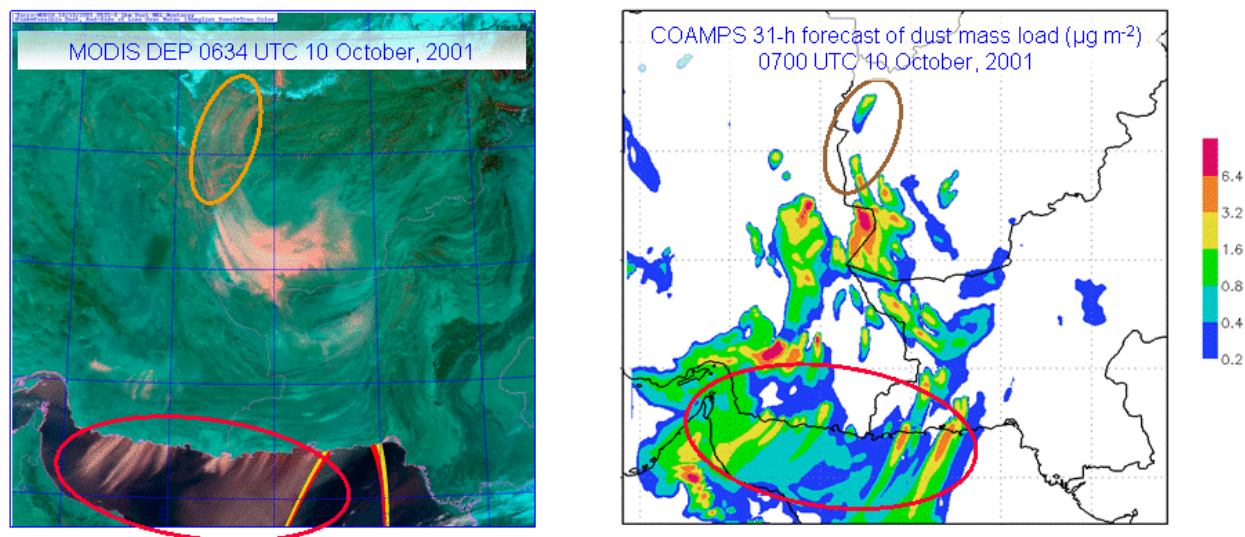 MODIS DEP 0634 UTC 10 October, 2001
COAMPS 31-h forecast of dust mass load (µg m-2)
0700 UTC 10 October, 2001
6.4
3.2
1.6
0.8
0.4
0.2